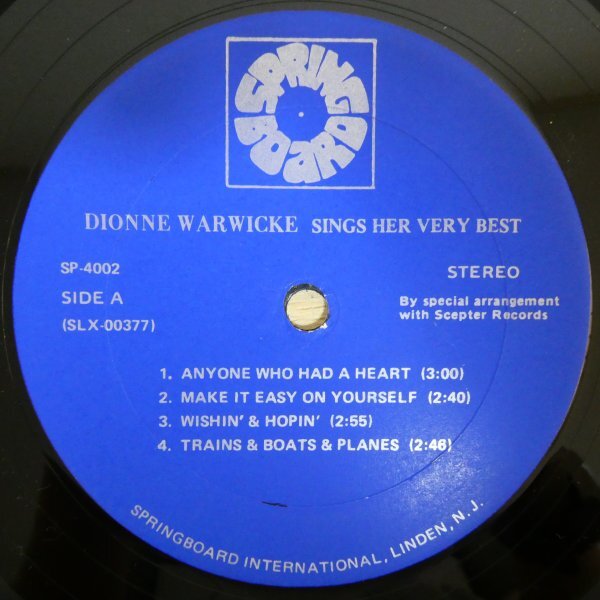 SPRING
BOARD
DIONNE WARWICKE SINGS HER VERY BEST
SP-4002
SIDE A
(SLX-00377)
STEREO
By special arrangement
with Scepter Records
1. ANYONE WHO HAD A HEART (3:00)
2. MAKE IT EASY ON YOURSELF (2:40)
3. WISHIN' & HOPIN' (2:55)
4. TRAINS & BOATS & PLANES (2:46)
SPRINGBOARD INTERNATIONAL, LINDEN, N. J.